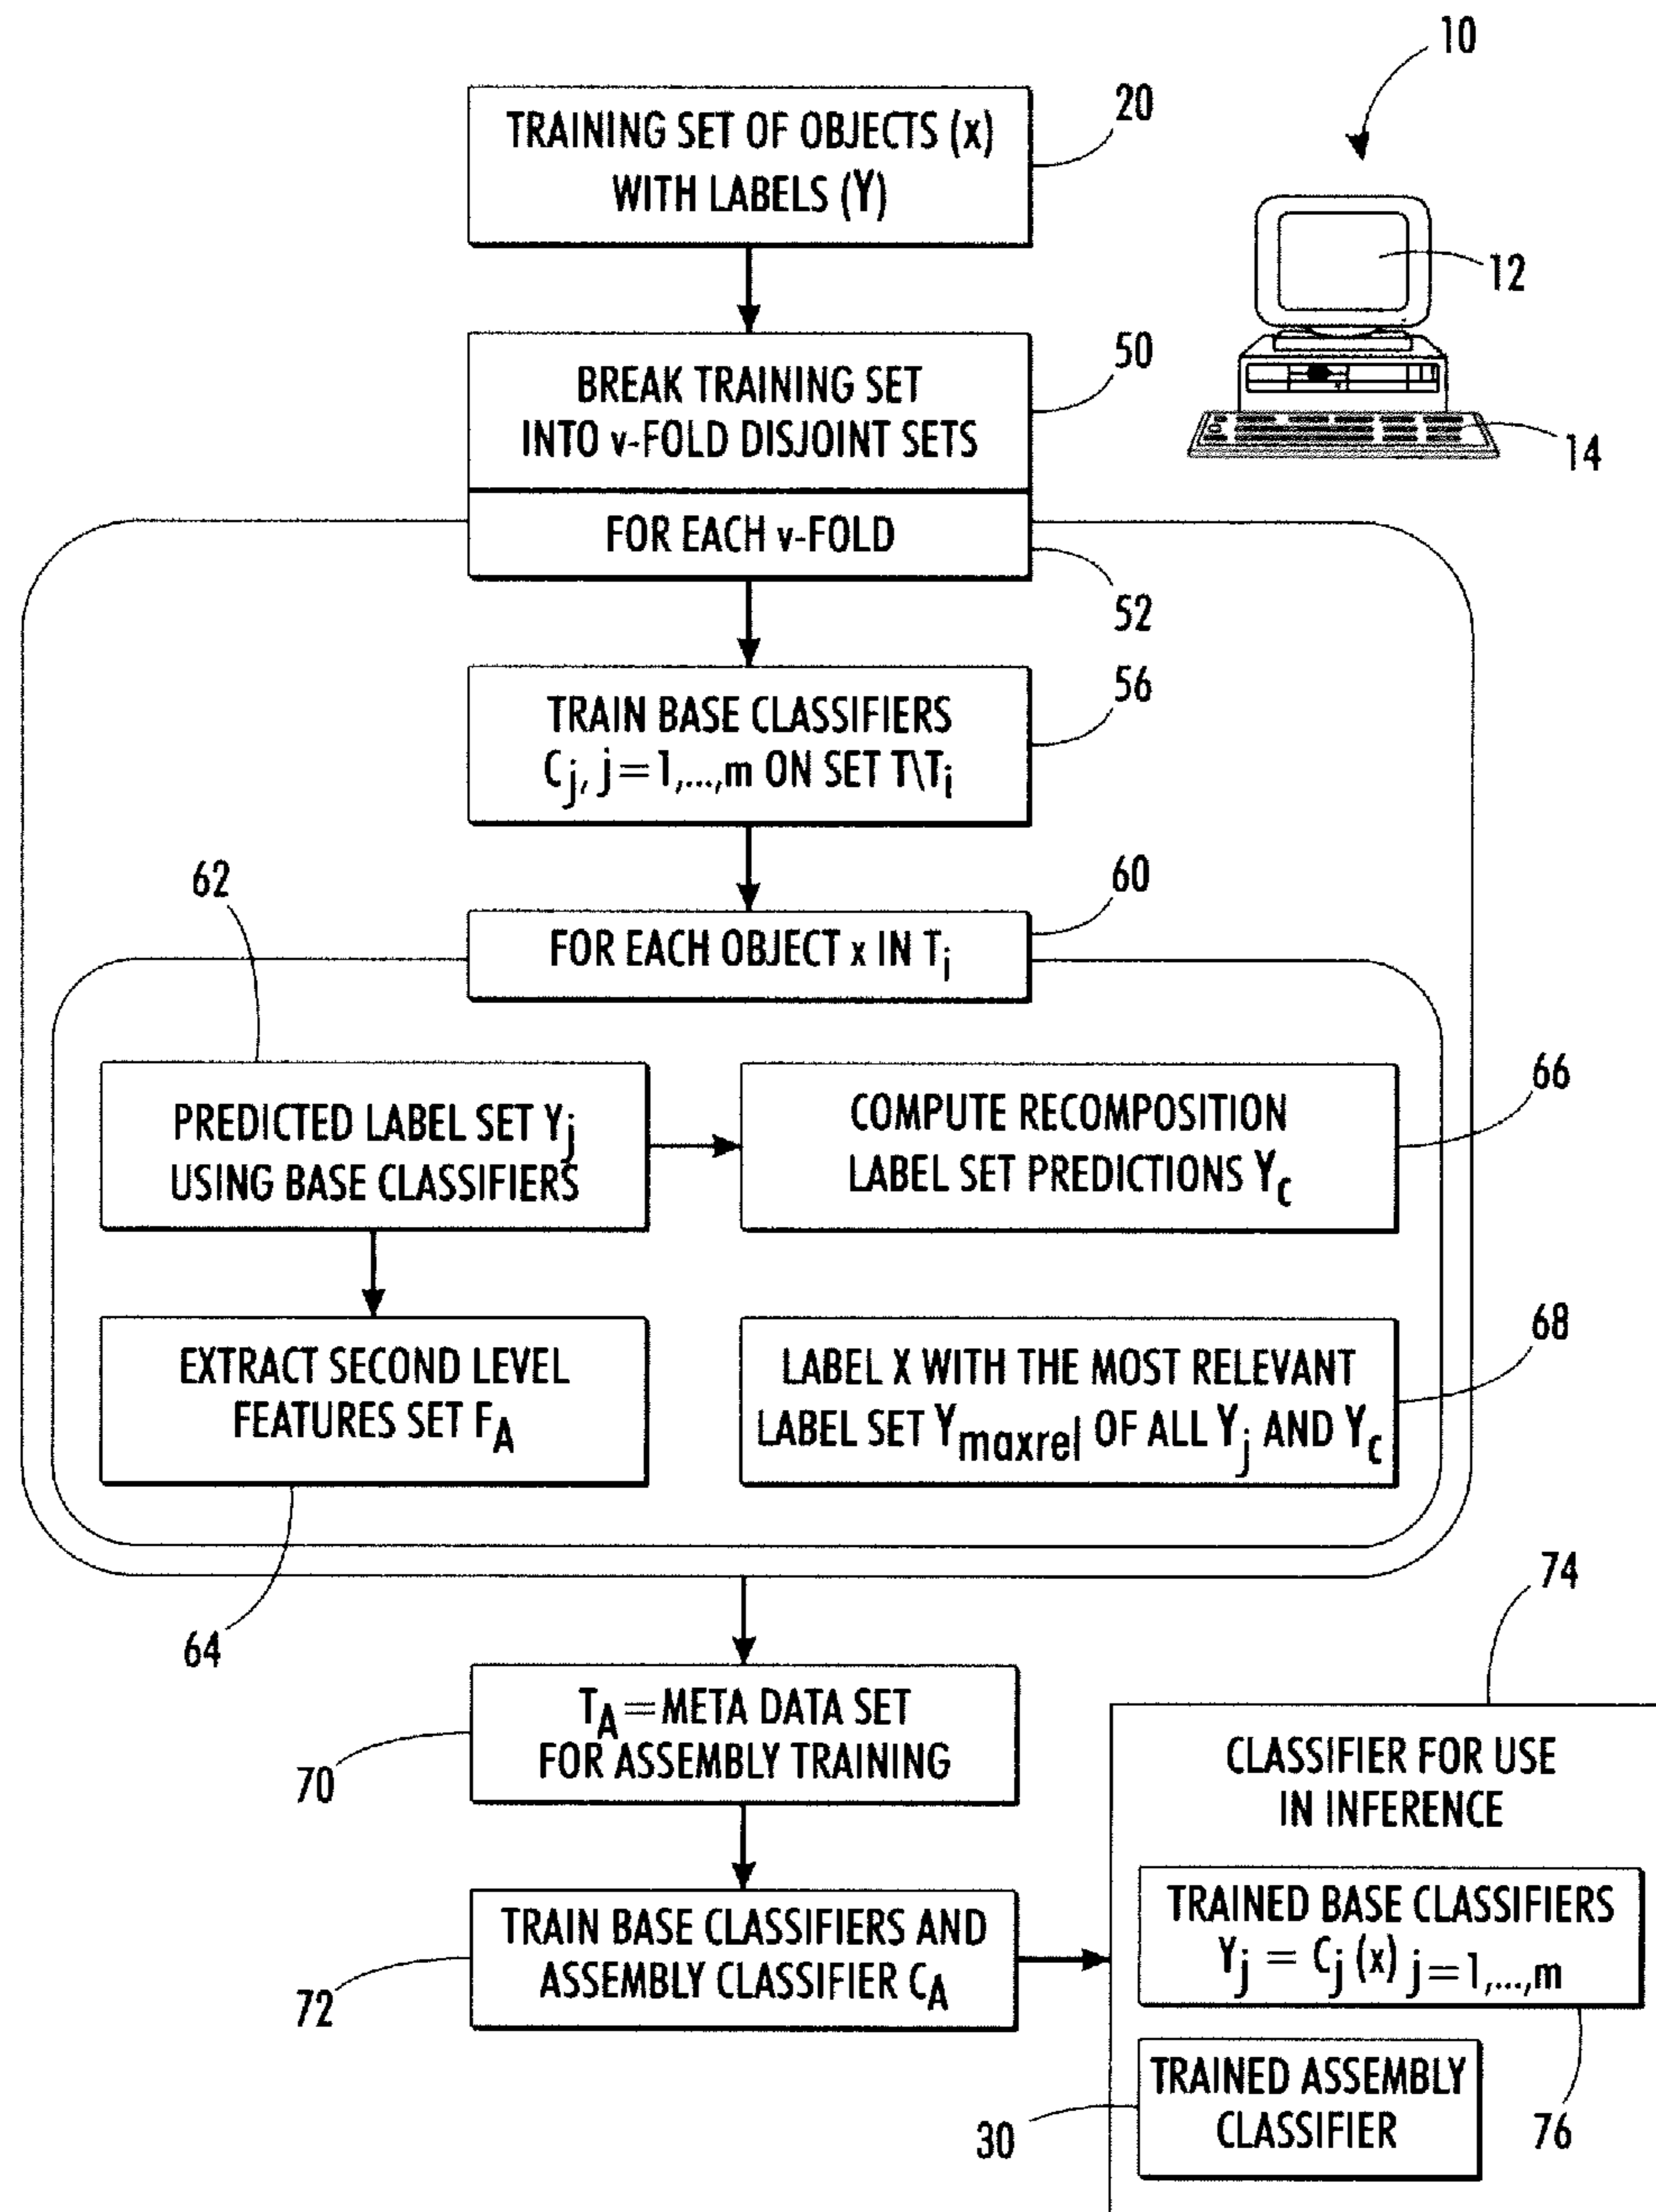 10
TRAINING SET OF OBJECTS (x)
WITH LABELS (Y)
20
12
14
BREAK TRAINING SET
INTO v-FOLD DISJOINT SETS
50
FOR EACH v-FOLD
52
TRAIN BASE CLASSIFIERS
Cj, j=1,...,m ON SET T\Ti
56
62
60
FOR EACH OBJECT x IN Ti
PREDICTED LABEL SET Yj
USING BASE CLASSIFIERS
COMPUTE RECOMPOSITION
LABEL SET PREDICTIONS Yc
66
EXTRACT SECOND LEVEL
FEATURES SET FA
LABEL X WITH THE MOST RELEVANT
LABEL SET Ymaxrel OF ALL Yj AND Yc
68
64
74
TA=META DATA SET
FOR ASSEMBLY TRAINING
70
TRAIN BASE CLASSIFIERS AND
ASSEMBLY CLASSIFIER CA
72
CLASSIFIER FOR USE
IN INFERENCE
TRAINED BASE CLASSIFIERS
Yj = Cj (x) j=1,...,m
TRAINED ASSEMBLY
CLASSIFIER
30
76